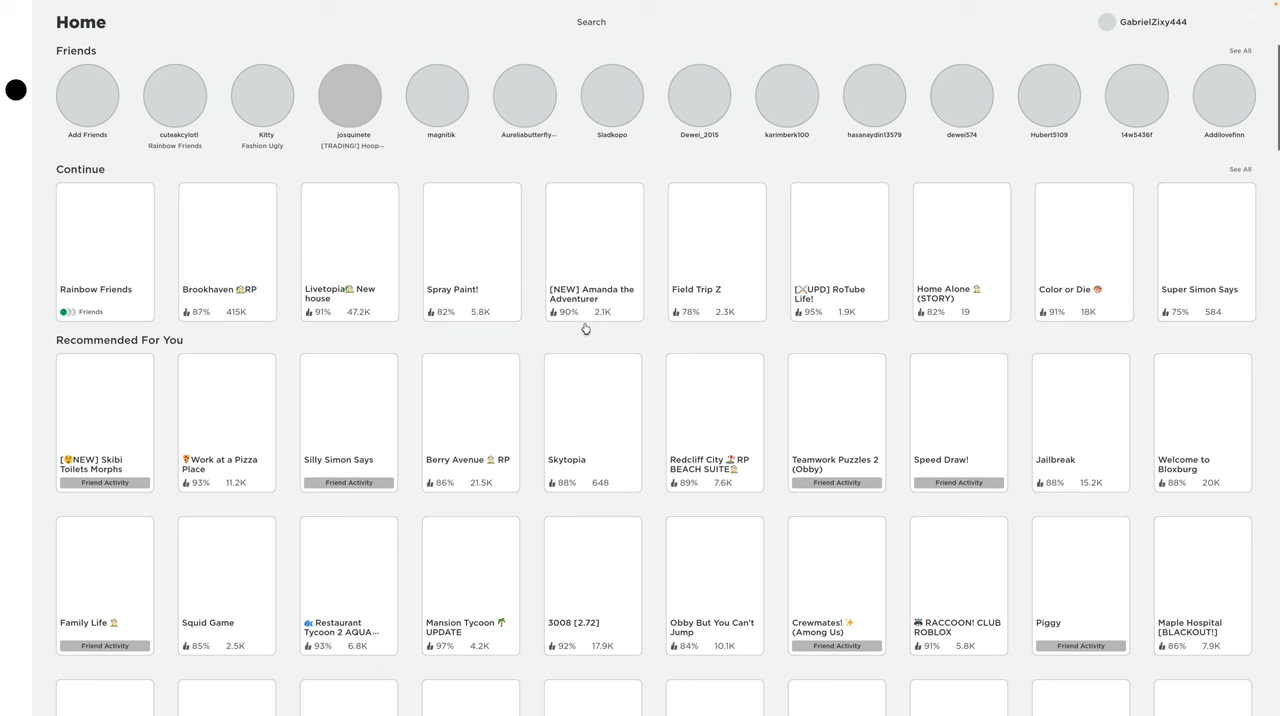 Home
Search
GabrielZixy444
Friends
See All
Add Friends
cuteakcylotl
Rainbow Friends
Kitty
Fashion Ugly
josquinete
[TRADING!] Hoop...
magnitik
Aureliabutterfly...
Sladkopo
Dewei_2015
karimberk100
hasanaydin13579
dewei574
Hubert5109
14w5436f
Addilovefinn
Continue
See All
Rainbow Friends
Friends
Brookhaven 🏡RP
87% 415K
Livetopia🏡 New
house
91% 47.2K
Spray Paint!
82% 5.8K
[NEW] Amanda the
Adventurer
90% 2.1K
Field Trip Z
78% 2.3K
[⚔️UPD] RoTube
Life!
95% 1.9K
Home Alone 🏠
(STORY)
82% 19
Color or Die 🎨
91% 18K
Super Simon Says
75% 584
Recommended For You
[😲NEW] Skibi
Toilets Morphs
Friend Activity
🍕Work at a Pizza
Place
93% 11.2K
Silly Simon Says
Friend Activity
Berry Avenue 🏠 RP
86% 21.5K
Skytopia
88% 648
Redcliff City 🏖️RP
BEACH SUITE🏠
89% 7.6K
Teamwork Puzzles 2
(Obby)
Friend Activity
Speed Draw!
Friend Activity
Jailbreak
88% 15.2K
Welcome to
Bloxburg
88% 20K
Family Life 🏠
Friend Activity
Squid Game
85% 2.5K
🐟 Restaurant
Tycoon 2 AQUA...
93% 6.8K
Mansion Tycoon 🌴
UPDATE
97% 4.2K
3008 [2.72]
92% 17.9K
Obby But You Can't
Jump
84% 10.1K
Crewmates! ✨
(Among Us)
Friend Activity
🦝 RACCOON! CLUB
ROBLOX
91% 5.8K
Piggy
Friend Activity
Maple Hospital
[BLACKOUT!]
86% 7.9K